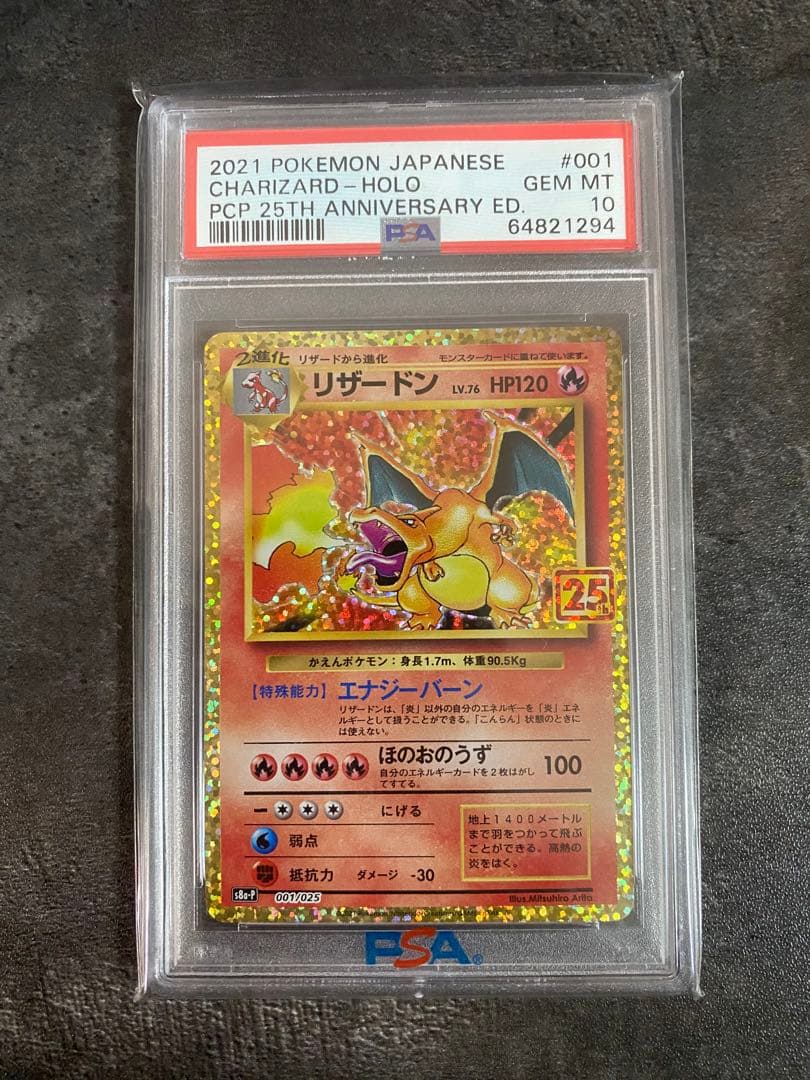 2021 POKEMON JAPANESE #001
CHARIZARD-HOLO GEM MT
PCP 25TH ANNIVERSARY ED. 10
PSA 64821294
2進化 リザードから進化 モンスターカードに重ねて使います。
リザードン LV.76 HP120
25th
かえんポケモン:身長1.7m、体重90.5Kg
【特殊能力】エナジーバーン
リザードンは、「炎」以外の自分のエネルギーを「炎」エネ
ルギーとして扱うことができる。「こんらん」状態のときに
は使えない。
ほのおのうず 100
自分のエネルギーカードを2枚はがし
てすてる。
にげる
弱点
抵抗力 ダメージ -30
地上1400メートル
まで羽をつかって飛ぶ
ことができる。高熱の
炎をはく。
s8a-P 001/025 Illus.Mitsuhiro Arita
PSA®